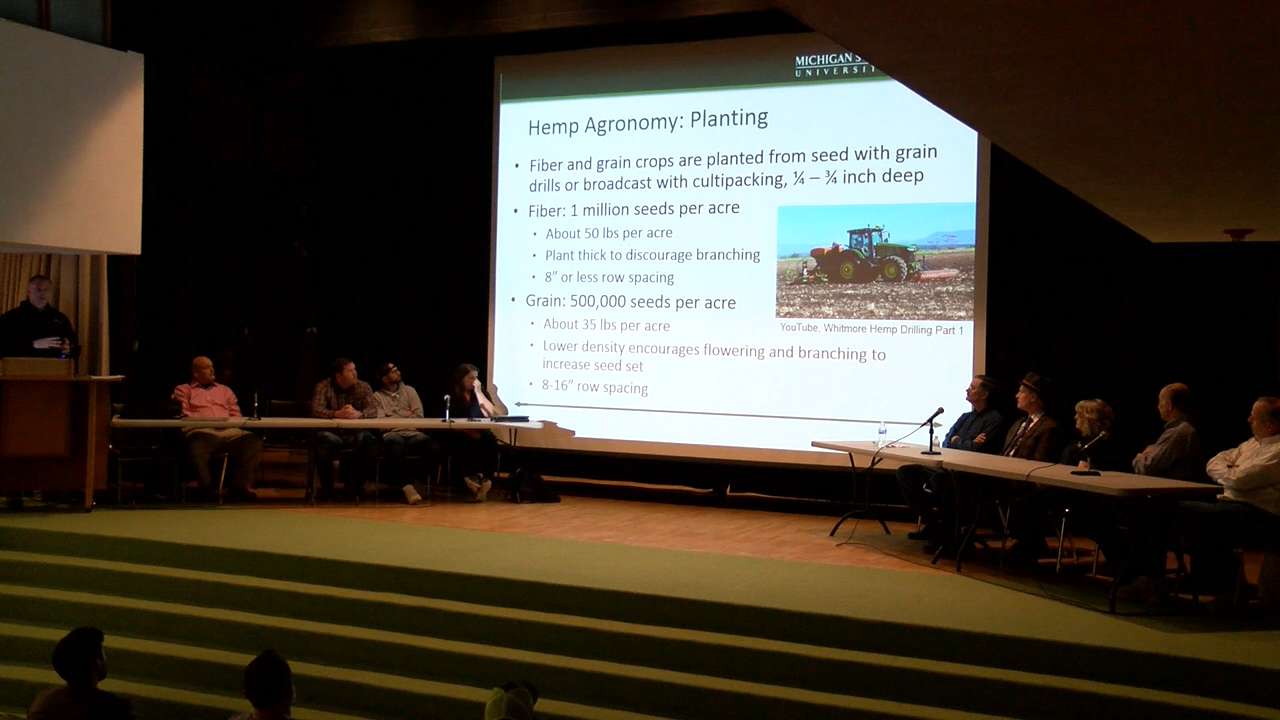 MICHIGAN
UNIVERSIT
Hemp Agronomy: Planting
• Fiber and grain crops are planted from seed with grain
drills or broadcast with cultipacking, ¼ – ¾ inch deep
• Fiber: 1 million seeds per acre
• About 50 lbs per acre
• Plant thick to discourage branching
• 8” or less row spacing
• Grain: 500,000 seeds per acre
• About 35 lbs per acre
• Lower density encourages flowering and branching to
increase seed set
• 8-16” row spacing
YouTube, Whitmore Hemp Drilling Part 1